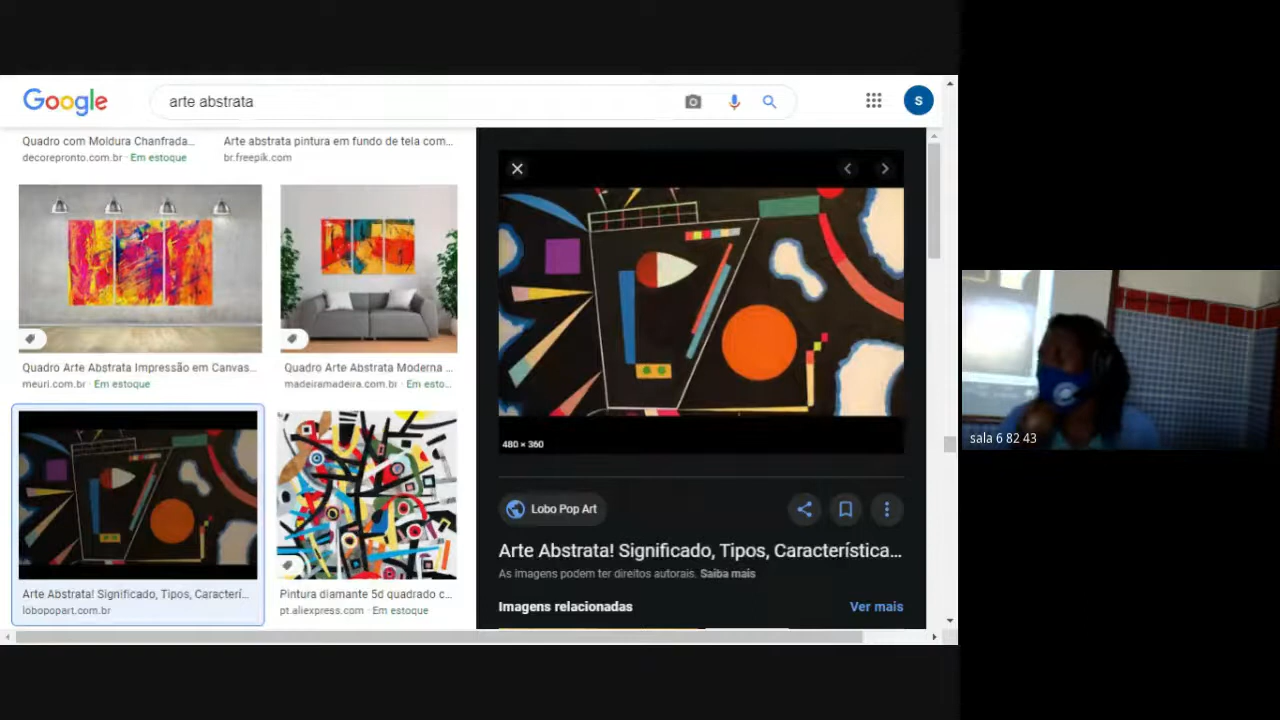 Google
arte abstrata
S
Quadro com Moldura Chanfrada...
decorepronto.com.br · Em estoque
Arte abstrata pintura em fundo de tela com...
br.freepik.com
Quadro Arte Abstrata Impressão em Canvas...
meuri.com.br · Em estoque
Quadro Arte Abstrata Moderna ...
madeiramadeira.com.br · Em esto...
Arte Abstrata! Significado, Tipos, Caracterí...
lobopopart.com.br
Pintura diamante 5d quadrado c...
pt.aliexpress.com · Em estoque
480 × 360
Lobo Pop Art
Arte Abstrata! Significado, Tipos, Característica...
As imagens podem ter direitos autorais. Saiba mais
Imagens relacionadas
Ver mais
sala 6 82 43